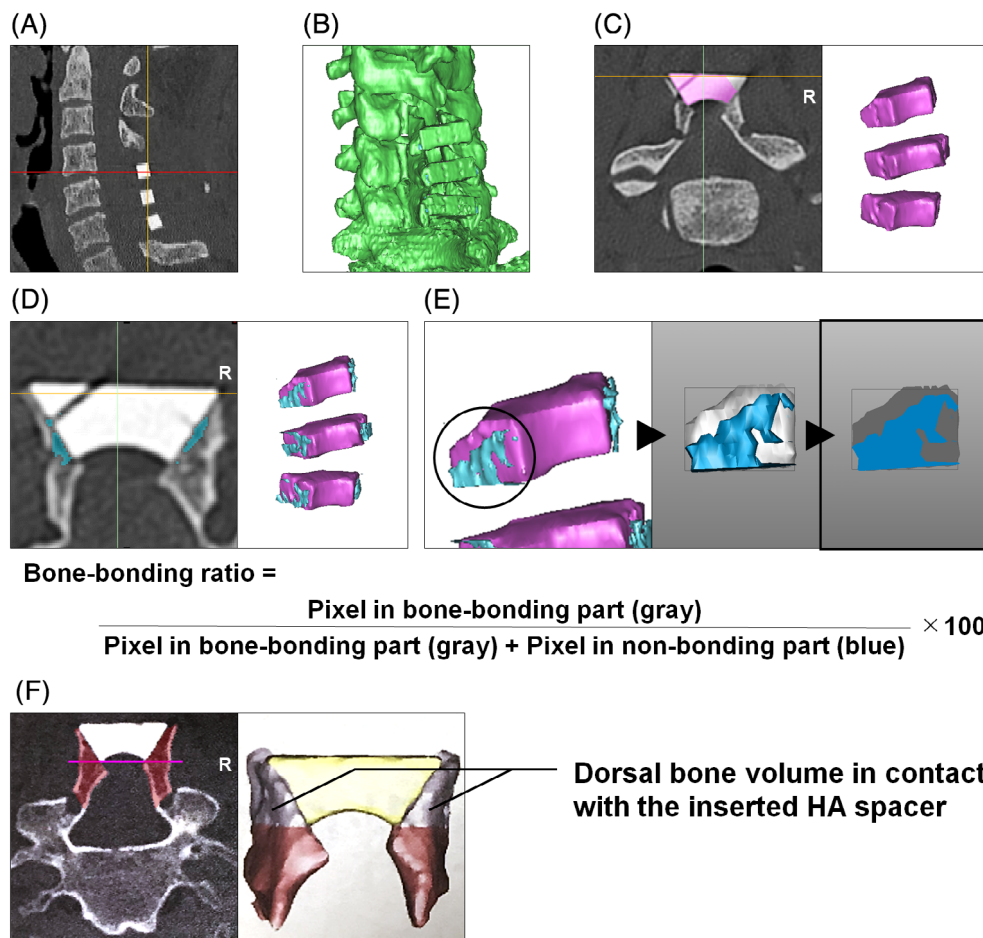 (A)
(B)
(C)
R
(D)
R
(E)
Bone-bonding ratio =
Pixel in bone-bonding part (gray)
Pixel in bone-bonding part (gray) + Pixel in non-bonding part (blue)
×100
(F)
R
Dorsal bone volume in contact
with the inserted HA spacer